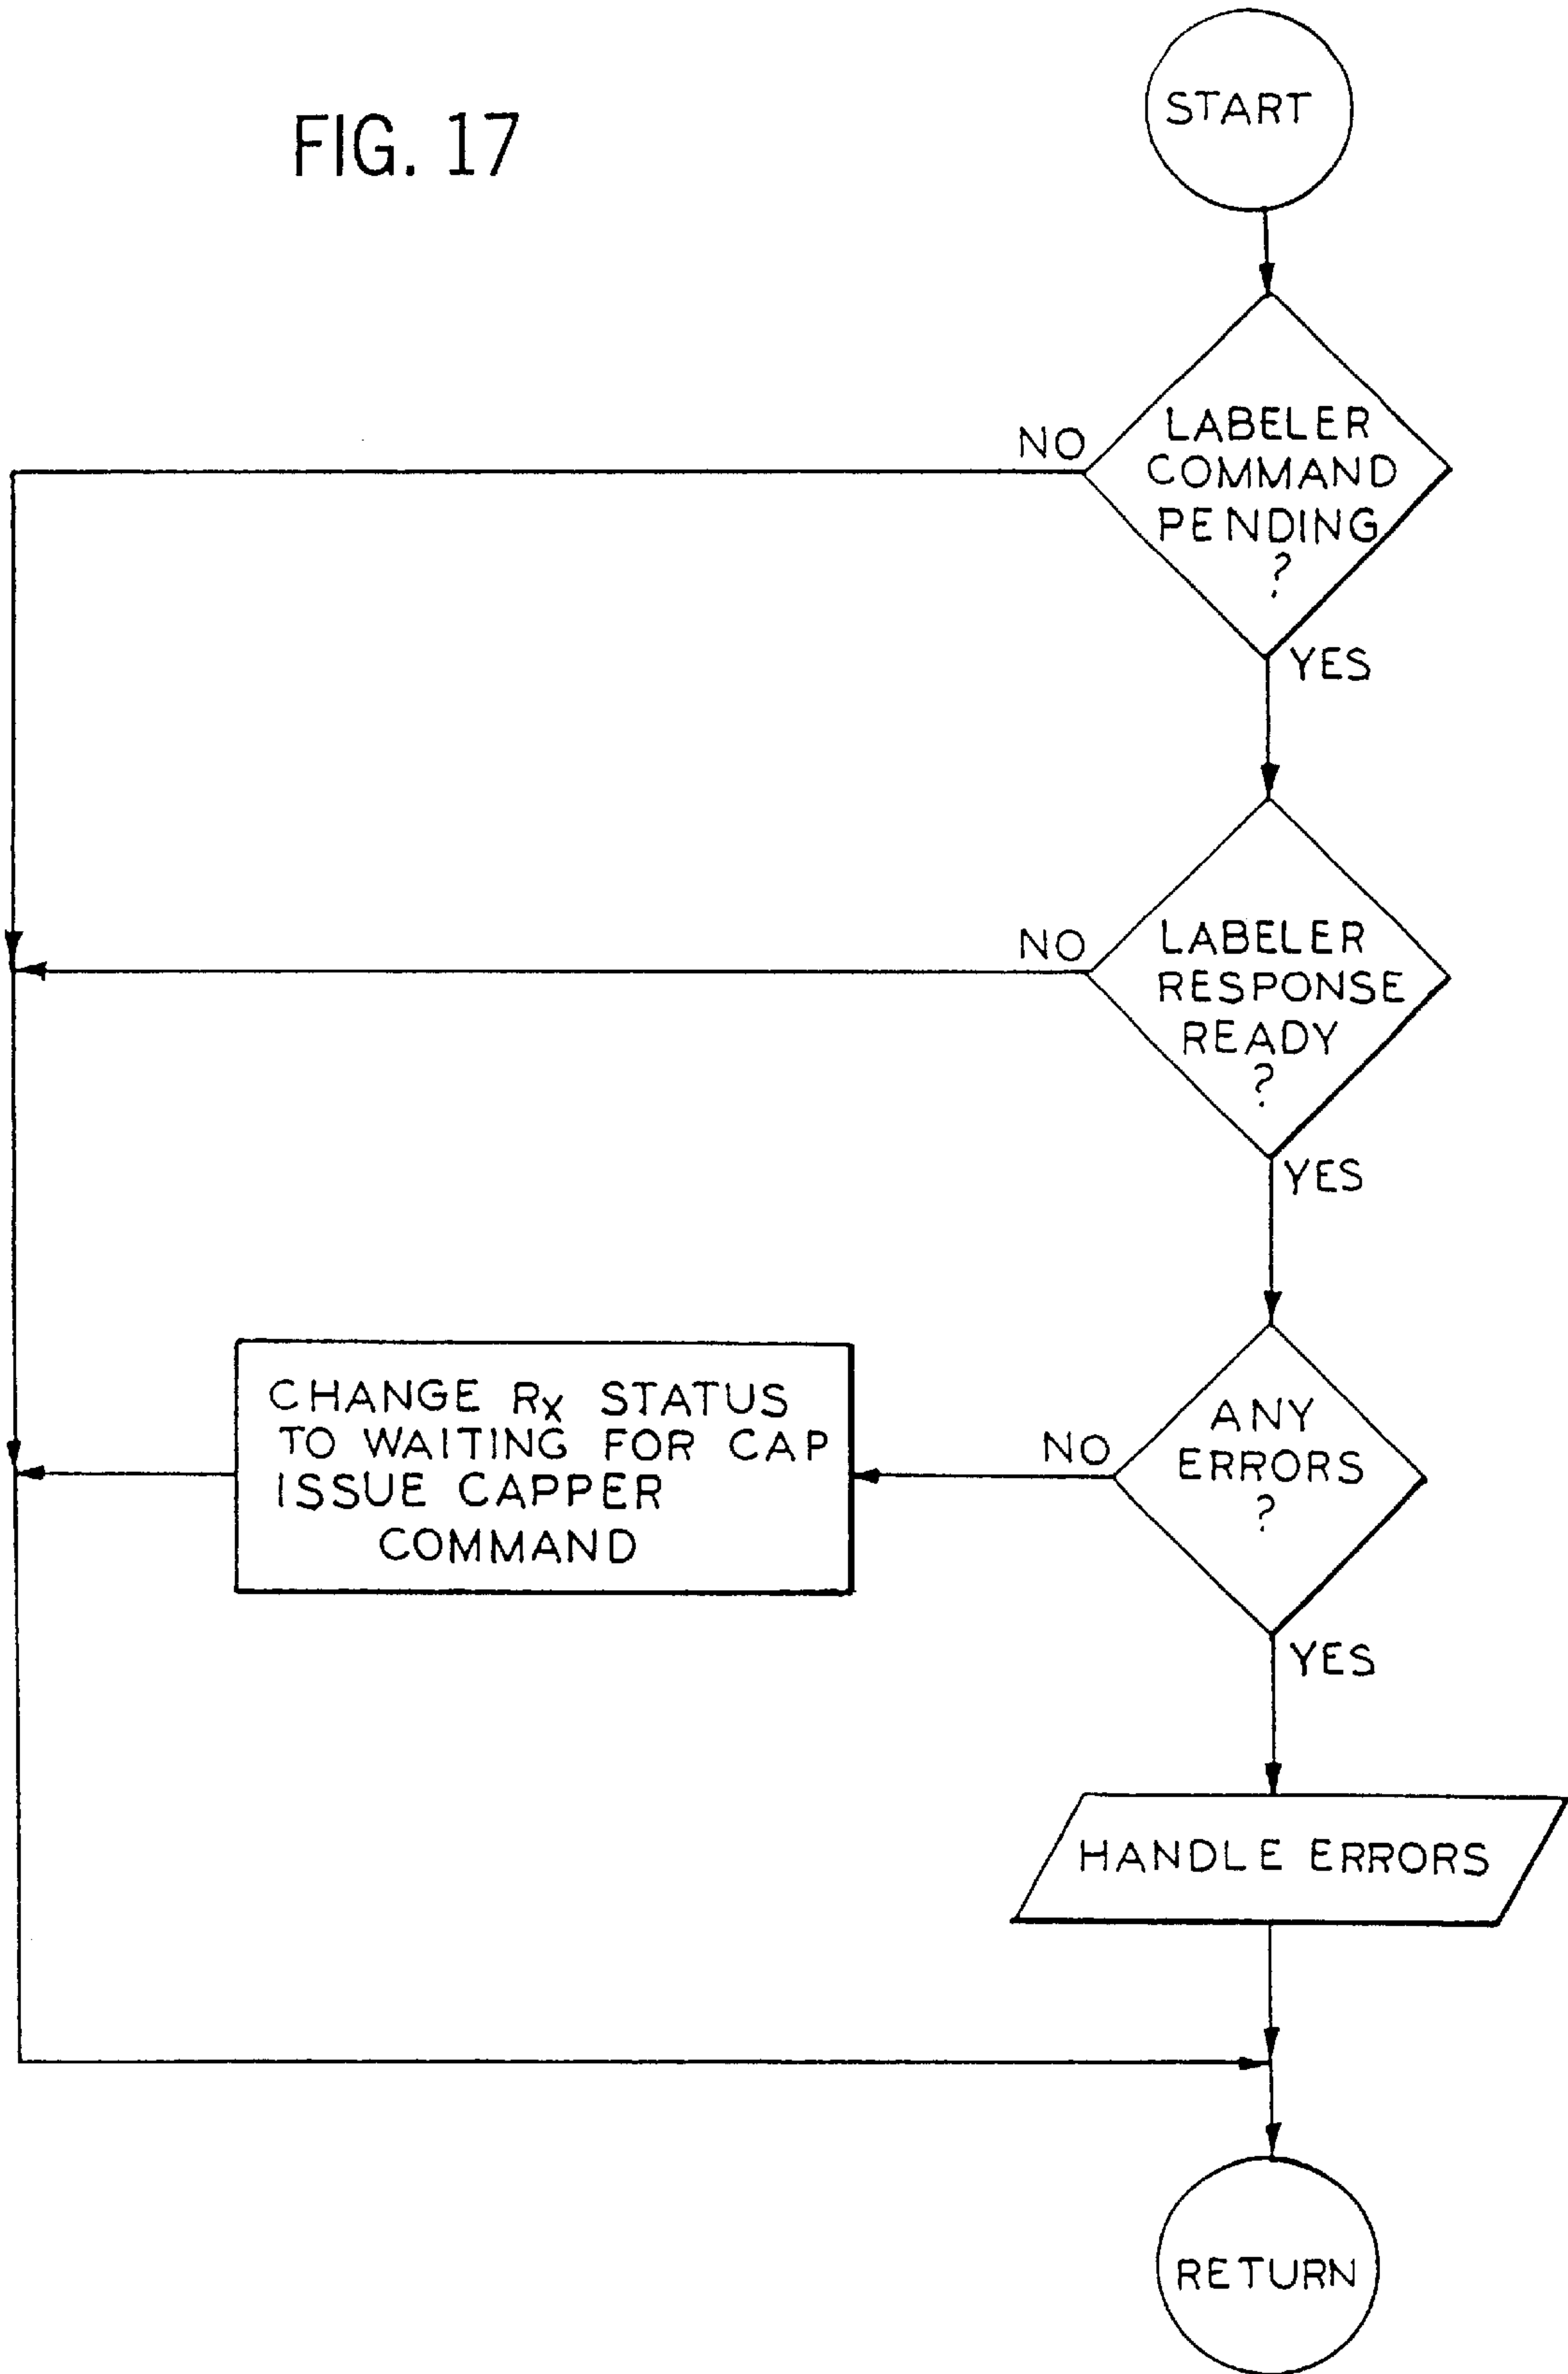 FIG. 17
START
LABELER
COMMAND
PENDING
?
NO
YES
LABELER
RESPONSE
READY
?
NO
YES
ANY
ERRORS
?
NO
CHANGE Rx STATUS
TO WAITING FOR CAP
ISSUE CAPPER
COMMAND
YES
HANDLE ERRORS
RETURN